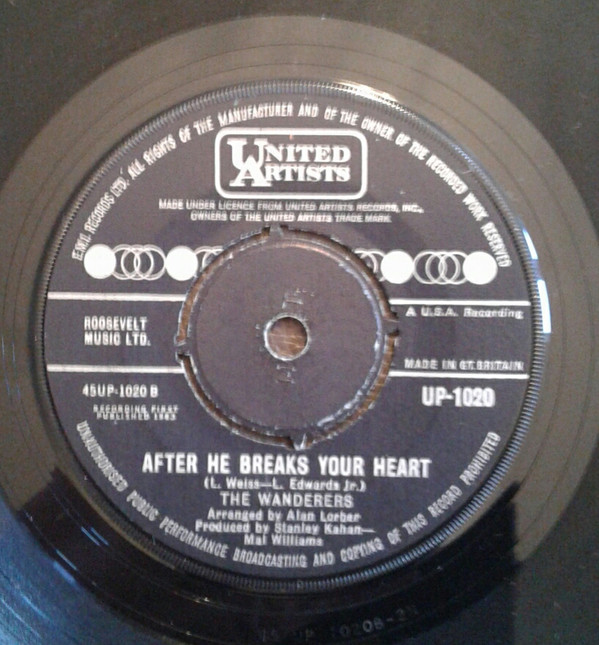 E.M.I. RECORDS LTD. ALL RIGHTS OF THE MANUFACTURER AND OF THE OWNER OF THE RECORDED WORK RESERVED
UNITED
ARTISTS
MADE UNDER LICENCE FROM UNITED ARTISTS RECORDS, INC.,
OWNERS OF THE UNITED ARTISTS TRADE MARK.
A U.S.A. Recording
ROOSEVELT
MUSIC LTD.
MADE IN GT. BRITAIN
45UP-1020 B
UP-1020
RECORDING FIRST
PUBLISHED 1963
AFTER HE BREAKS YOUR HEART
(L. Weiss—L. Edwards Jr.)
THE WANDERERS
Arranged by Alan Lorber
Produced by Stanley Kahan—
Mal Williams
UNAUTHORISED PUBLIC PERFORMANCE BROADCASTING AND COPYING OF THIS RECORD PROHIBITED